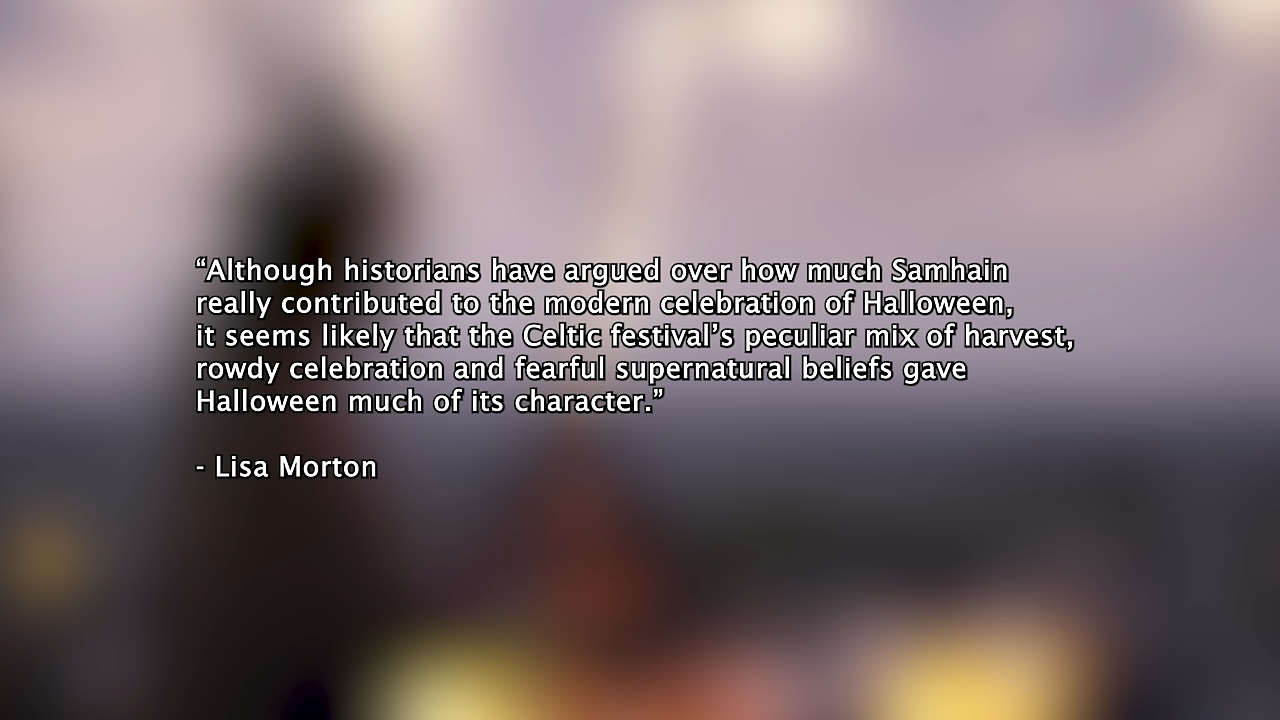 “Although historians have argued over how much Samhain
really contributed to the modern celebration of Halloween,
it seems likely that the Celtic festival’s peculiar mix of harvest,
rowdy celebration and fearful supernatural beliefs gave
Halloween much of its character.”
- Lisa Morton